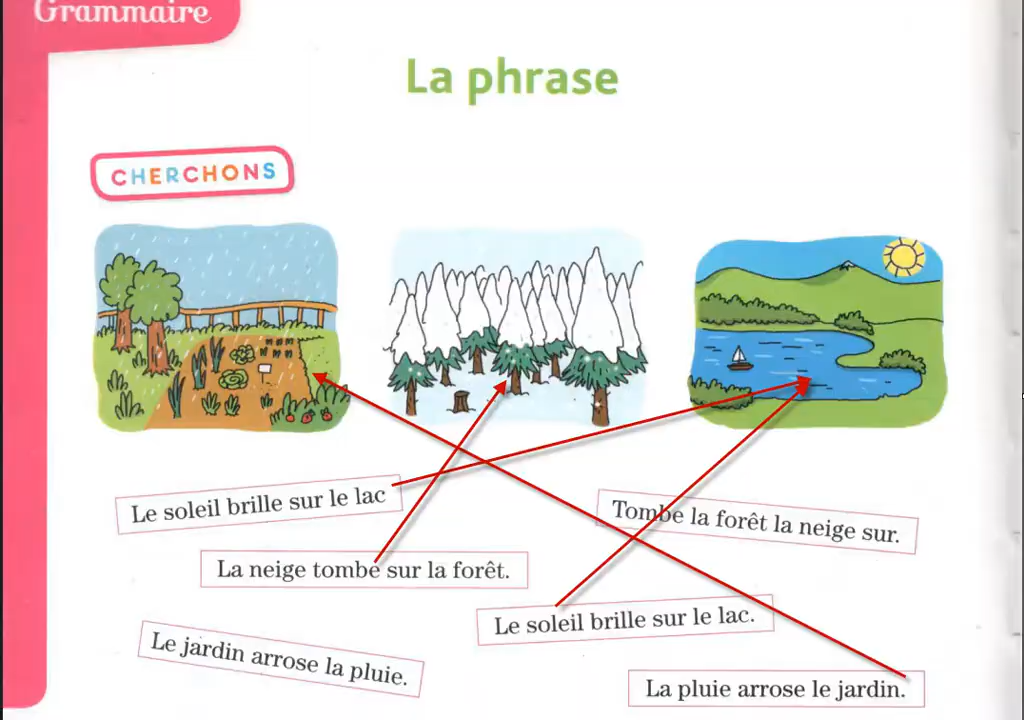 Grammaire
La phrase
CHERCHONS
Le soleil brille sur le lac
Tombe la forêt la neige sur.
La neige tombe sur la forêt.
Le soleil brille sur le lac.
Le jardin arrose la pluie.
La pluie arrose le jardin.